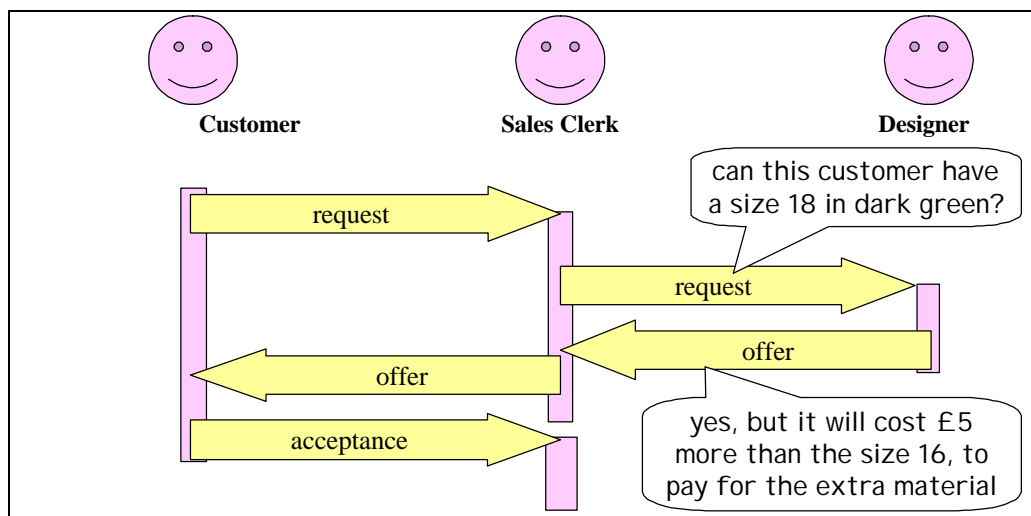 Customer
Sales Clerk
Designer
can this customer have
a size 18 in dark green?
request
request
offer
offer
yes, but it will cost £5
more than the size 16, to
pay for the extra material
acceptance